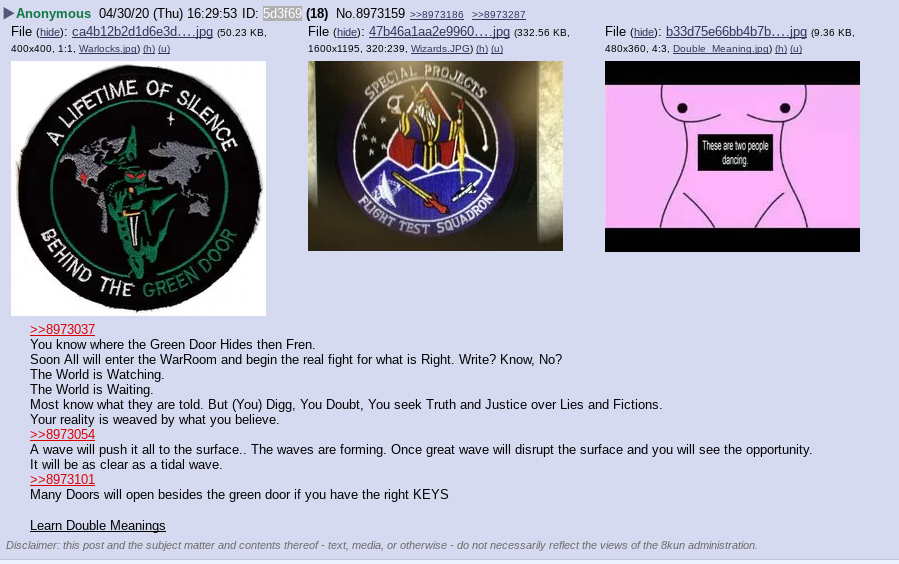 ▶Anonymous 04/30/20 (Thu) 16:29:53 ID: 5d3f69 (18) No.8973159 >>8973186 >>8973287
File (hide): ca4b12b2d1d6e3d….jpg (50.23 KB, 400x400, 1:1, Warlocks.jpg) (h) (u)
File (hide): 47b46a1aa2e9960….jpg (332.56 KB, 1600x1195, 320:239, Wizards.JPG) (h) (u)
File (hide): b33d75e66bb4b7b….jpg (9.36 KB, 480x360, 4:3, Double_Meaning.jpg) (h) (u)
A LIFETIME OF SILENCE
BEHIND THE GREEN DOOR
SPECIAL PROJECTS
FLIGHT TEST SQUADRON
These are two people
dancing.
>>8973037
You know where the Green Door Hides then Fren.
Soon All will enter the WarRoom and begin the real fight for what is Right. Write? Know, No?
The World is Watching.
The World is Waiting.
Most know what they are told. But (You) Digg, You Doubt, You seek Truth and Justice over Lies and Fictions.
Your reality is weaved by what you believe.
>>8973054
A wave will push it all to the surface.. The waves are forming. Once great wave will disrupt the surface and you will see the opportunity.
It will be as clear as a tidal wave.
>>8973101
Many Doors will open besides the green door if you have the right KEYS
Learn Double Meanings
Disclaimer: this post and the subject matter and contents thereof - text, media, or otherwise - do not necessarily reflect the views of the 8kun administration.